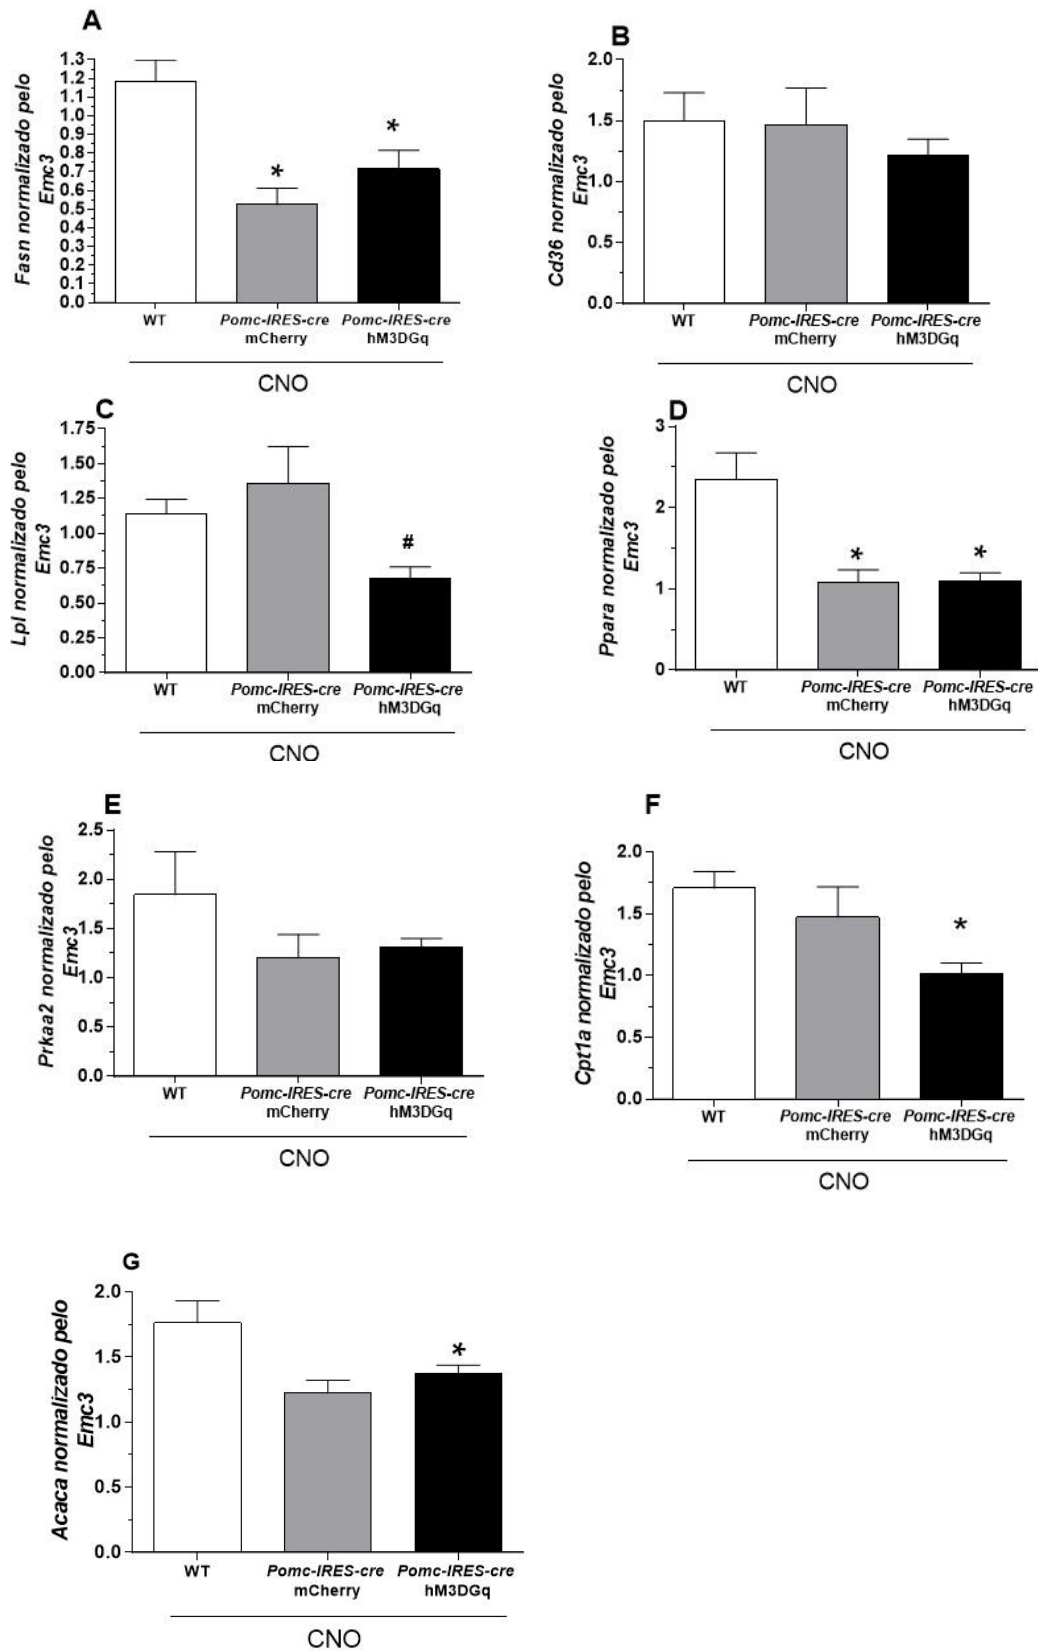 A
Fasn normalizado pelo
Emc3
1.3
1.2
1.1
1.0
0.9
0.8
0.7
0.6
0.5
0.4
0.3
0.2
0.1
0.0
*
*
WT
Pomc-IRES-cre
mCherry
Pomc-IRES-cre
hM3DGq
CNO
B
Cd36 normalizado pelo
Emc3
2.0
1.5
1.0
0.5
0.0
WT
Pomc-IRES-cre
mCherry
Pomc-IRES-cre
hM3DGq
CNO
C
Lpl normalizado pelo
Emc3
1.75
1.50
1.25
1.00
0.75
0.50
0.25
0.00
#
WT
Pomc-IRES-cre
mCherry
Pomc-IRES-cre
hM3DGq
CNO
D
Ppara normalizado pelo
Emc3
3
2
1
0
*
*
WT
Pomc-IRES-cre
mCherry
Pomc-IRES-cre
hM3DGq
CNO
E
Prkaa2 normalizado pelo
Emc3
2.5
2.0
1.5
1.0
0.5
0.0
WT
Pomc-IRES-cre
mCherry
Pomc-IRES-cre
hM3DGq
CNO
F
Cpt1a normalizado pelo
Emc3
2.0
1.5
1.0
0.5
0.0
*
WT
Pomc-IRES-cre
mCherry
Pomc-IRES-cre
hM3DGq
CNO
G
Acaca normalizado pelo
Emc3
2.0
1.5
1.0
0.5
0.0
*
WT
Pomc-IRES-cre
mCherry
Pomc-IRES-cre
hM3DGq
CNO